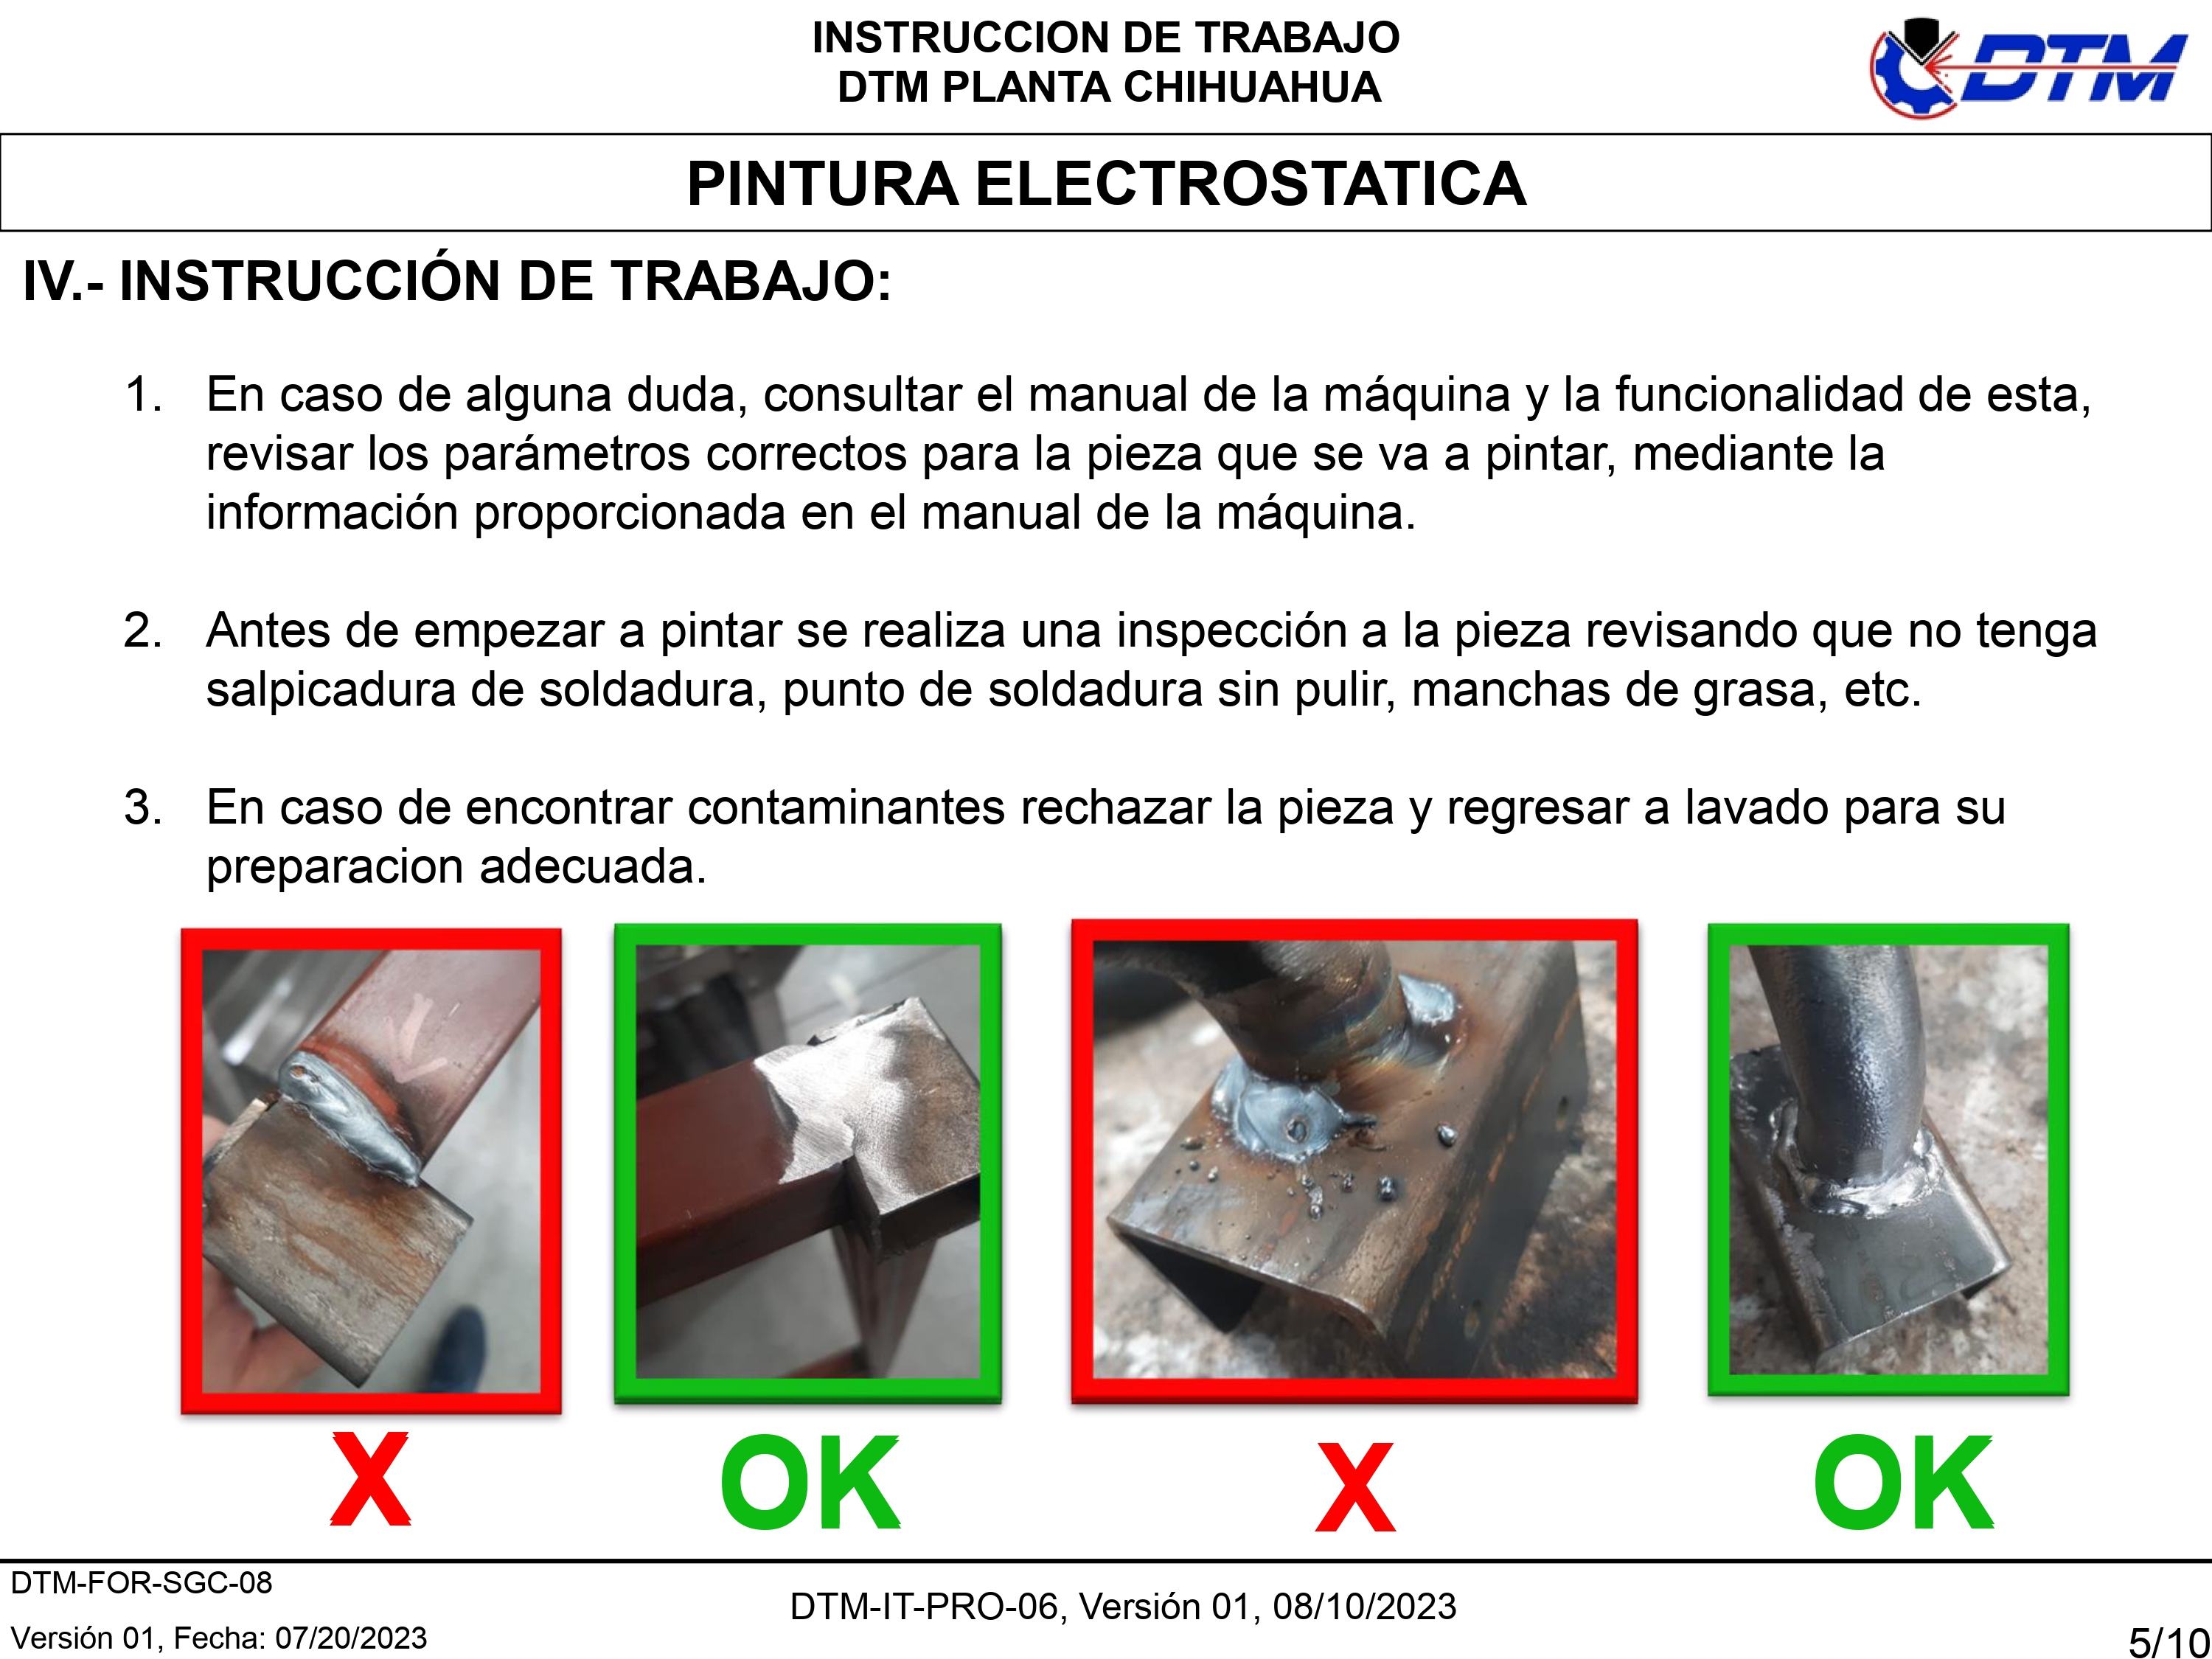 INSTRUCCION DE TRABAJO
DTM PLANTA CHIHUAHUA
DTM
PINTURA ELECTROSTATICA
IV.- INSTRUCCIÓN DE TRABAJO:
1. En caso de alguna duda, consultar el manual de la máquina y la funcionalidad de esta,
revisar los parámetros correctos para la pieza que se va a pintar, mediante la
información proporcionada en el manual de la máquina.
2. Antes de empezar a pintar se realiza una inspección a la pieza revisando que no tenga
salpicadura de soldadura, punto de soldadura sin pulir, manchas de grasa, etc.
3. En caso de encontrar contaminantes rechazar la pieza y regresar a lavado para su
preparacion adecuada.
X OK X OK
DTM-FOR-SGC-08
Versión 01, Fecha: 07/20/2023
DTM-IT-PRO-06, Versión 01, 08/10/2023
5/10